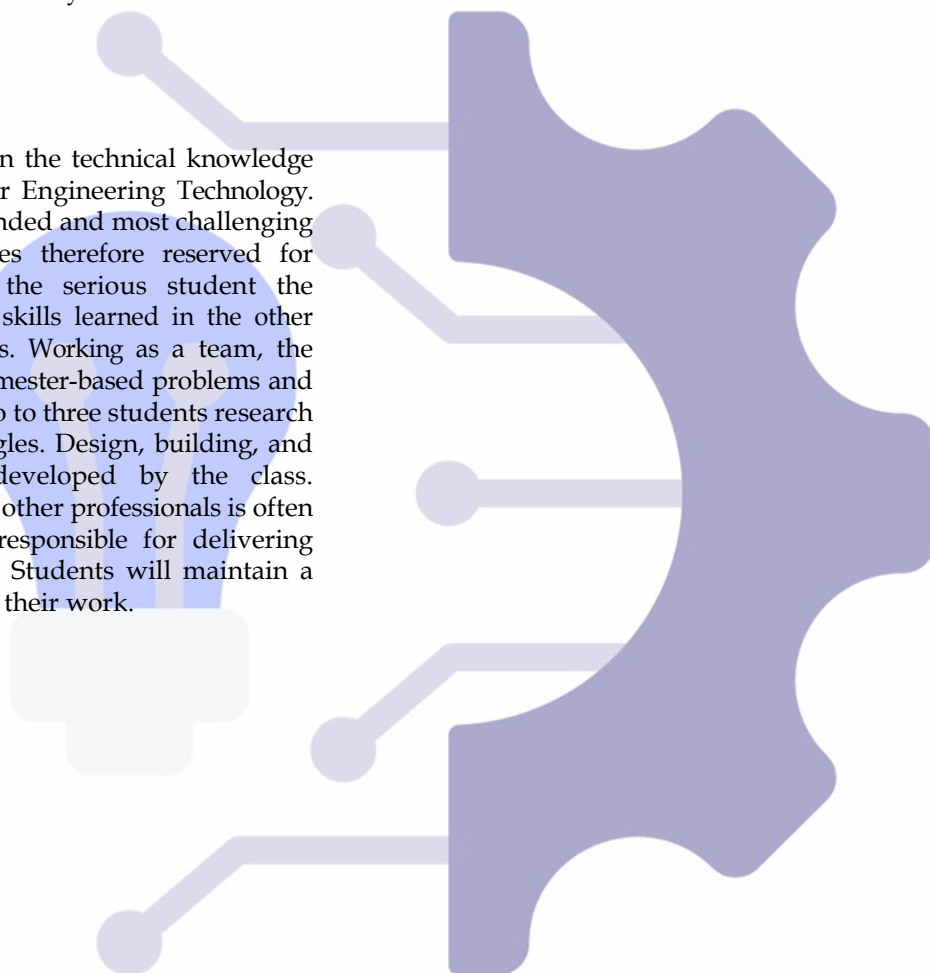 n the technical knowledge
r Engineering Technology.
nded and most challenging
es therefore reserved for
the serious student the
skills learned in the other
s. Working as a team, the
mester-based problems and
o to three students research
gles. Design, building, and
developed by the class.
other professionals is often
responsible for delivering
Students will maintain a
their work.